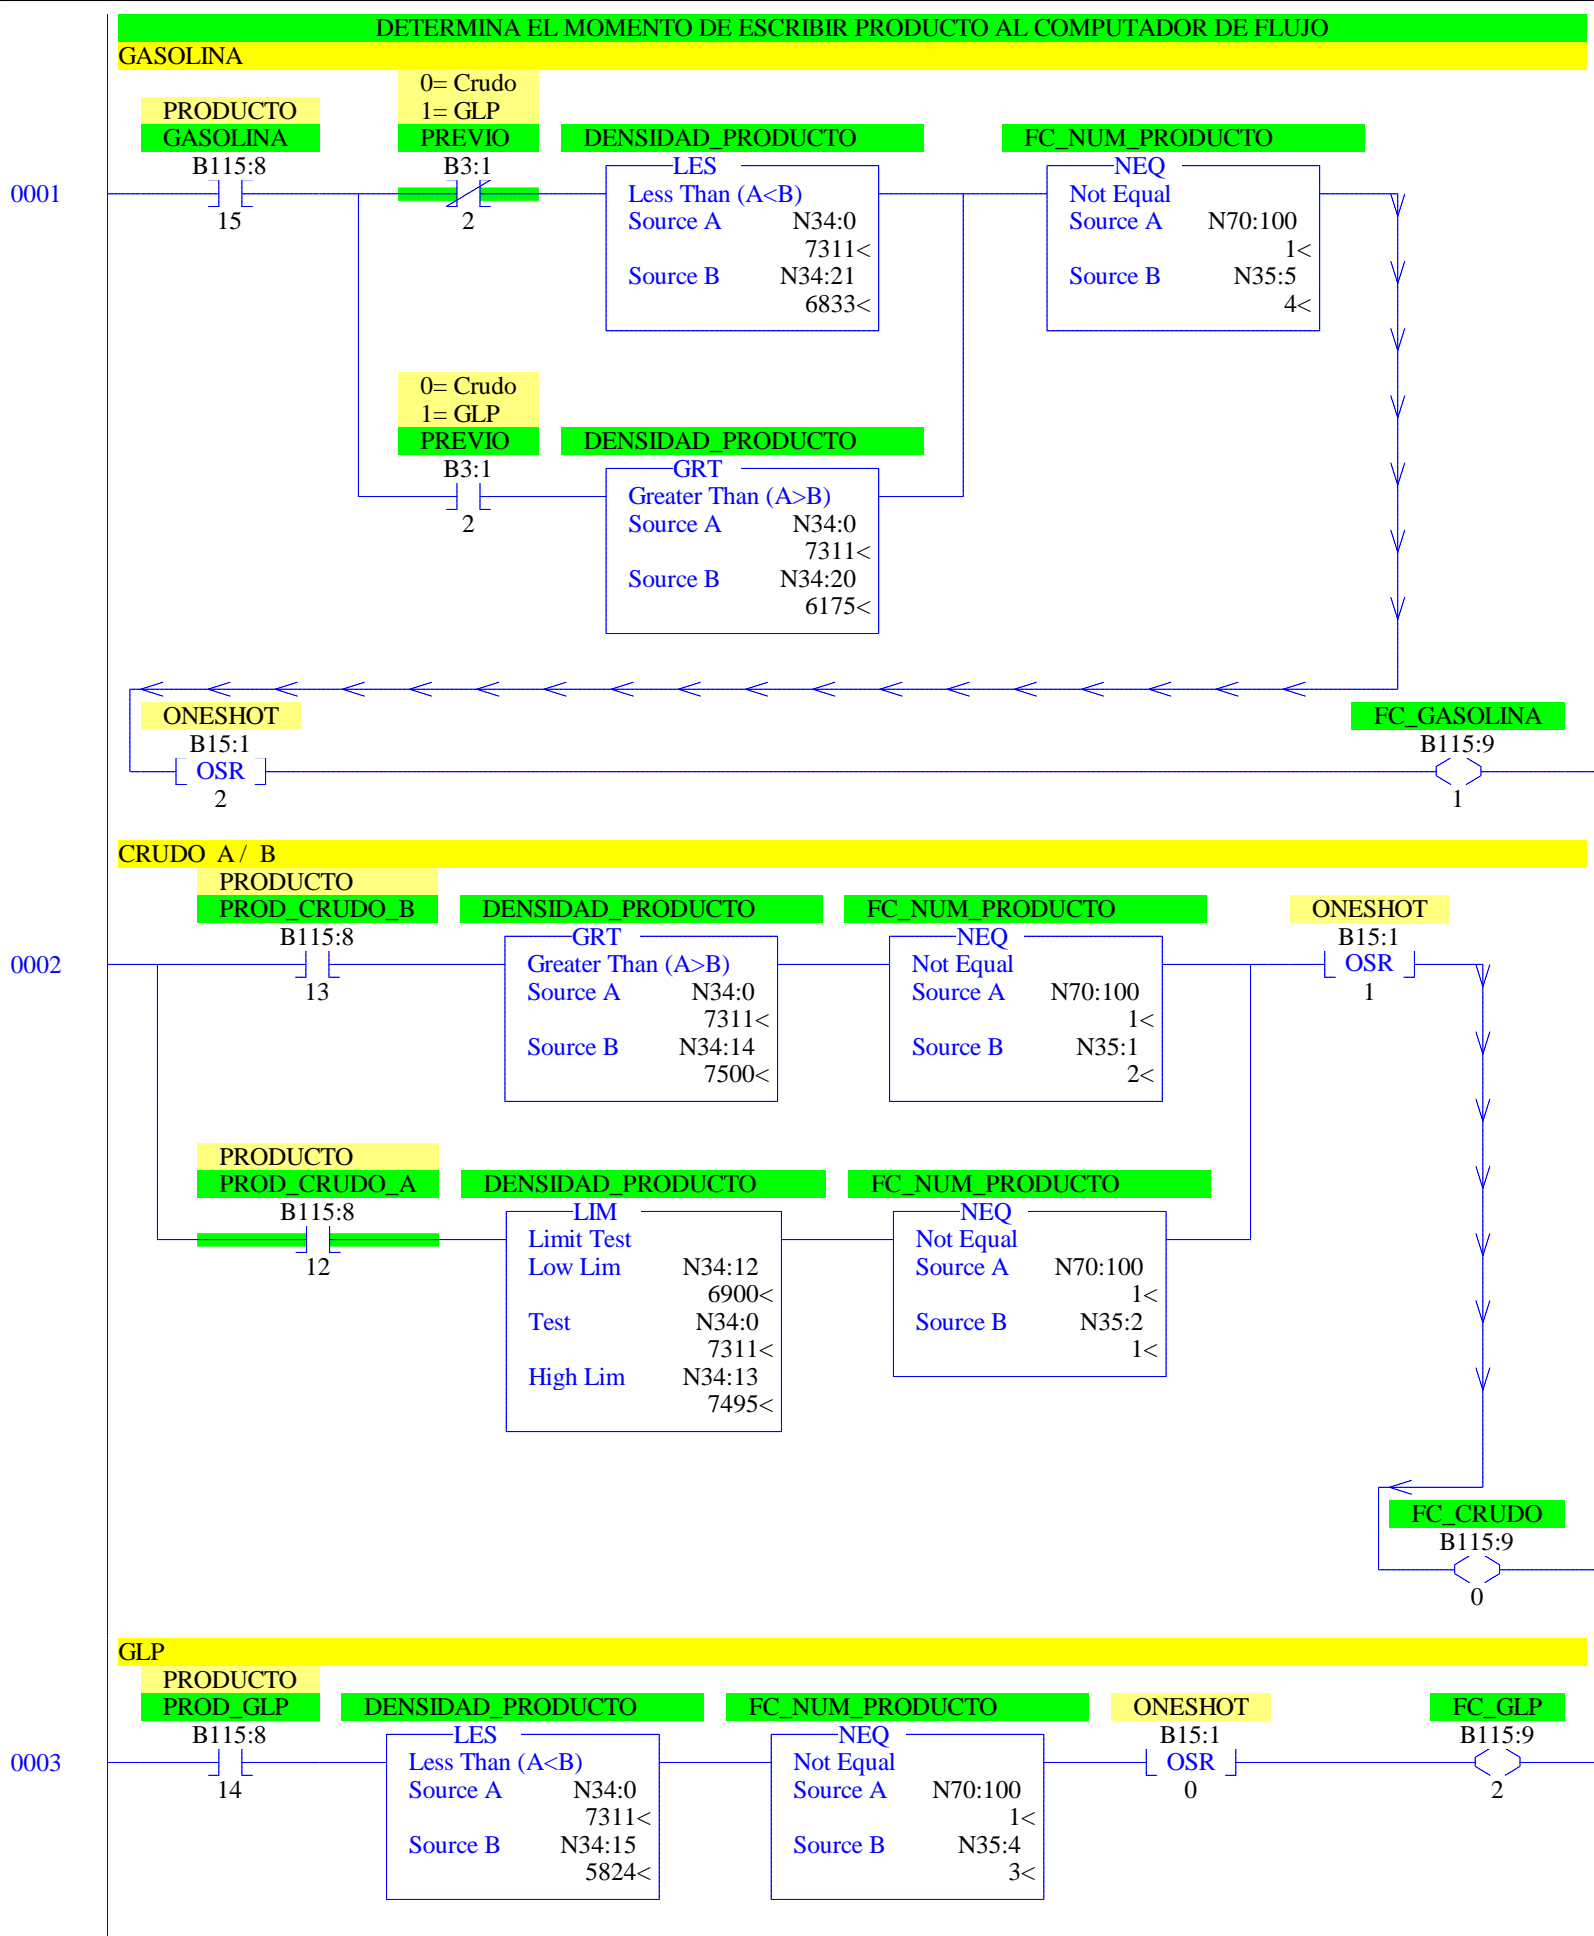 DETERMINA EL MOMENTO DE ESCRIBIR PRODUCTO AL COMPUTADOR DE FLUJO
GASOLINA
0= Crudo
PRODUCTO 1= GLP
GASOLINA PREVIO DENSIDAD_PRODUCTO FC_NUM_PRODUCTO
B115:8 B3:1 LES NEQ
0001 Less Than (A<B) Not Equal
15 2 Source A N34:0 Source A N70:100
7311< 1<
Source B N34:21 Source B N35:5
6833< 4<
0= Crudo
1= GLP
PREVIO DENSIDAD_PRODUCTO
B3:1 GRT
Greater Than (A>B)
2 Source A N34:0
7311<
Source B N34:20
6175<
ONESHOT FC_GASOLINA
B15:1 B115:9
OSR
2 1
CRUDO A / B
PRODUCTO
PROD_CRUDO_B DENSIDAD_PRODUCTO FC_NUM_PRODUCTO ONESHOT
B115:8 GRT NEQ B15:1
0002 Greater Than (A>B) Not Equal OSR
13 Source A N34:0 Source A N70:100 1
7311< 1<
Source B N34:14 Source B N35:1
7500< 2<
PRODUCTO
PROD_CRUDO_A DENSIDAD_PRODUCTO FC_NUM_PRODUCTO
B115:8 LIM NEQ
Limit Test Not Equal
12 Low Lim N34:12 Source A N70:100
6900< 1<
Test N34:0 Source B N35:2
7311< 1<
High Lim N34:13
7495<
FC_CRUDO
B115:9
0
GLP
PRODUCTO
PROD_GLP DENSIDAD_PRODUCTO FC_NUM_PRODUCTO ONESHOT FC_GLP
B115:8 LES NEQ B15:1 B115:9
0003 Less Than (A<B) Not Equal OSR
14 Source A N34:0 Source A N70:100 0 2
7311< 1<
Source B N34:15 Source B N35:4
5824< 3<